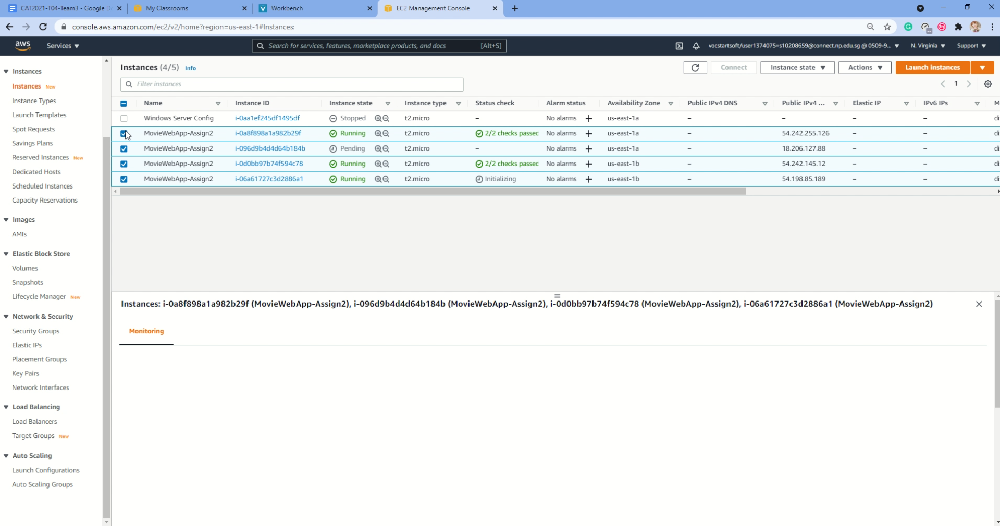 CAT2021-T04-Team3 - Google D
My Classrooms
Workbench
EC2 Management Console
console.aws.amazon.com/ec2/v2/home?region=us-east-1#Instances:
aws
Services
Search for services, features, marketplace products, and docs
[Alt+S]
vocstartsoft/user1374075=s10208659@connect.np.edu.sg @ 0509-9...
N. Virginia
Support
Instances
Instances New
Instance Types
Launch Templates
Spot Requests
Savings Plans
Reserved Instances New
Dedicated Hosts
Scheduled Instances
Capacity Reservations
Images
AMIs
Elastic Block Store
Volumes
Snapshots
Lifecycle Manager New
Network & Security
Security Groups
Elastic IPs
Placement Groups
Key Pairs
Network Interfaces
Load Balancing
Load Balancers
Target Groups New
Auto Scaling
Launch Configurations
Auto Scaling Groups
Instances (4/5) Info
Connect
Instance state
Actions
Launch instances
Filter instances
1
Name Instance ID Instance state Instance type Status check Alarm status Availability Zone Public IPv4 DNS Public IPv4 ... Elastic IP IPv6 IPs M
Windows Server Config i-0aa1ef245df1495df Stopped t2.micro – No alarms + us-east-1a – – – – di
MovieWebApp-Assign2 i-0a8f898a1a982b29f Running t2.micro 2/2 checks passed No alarms + us-east-1a – 54.242.255.126 – – di
MovieWebApp-Assign2 i-096d9b4d4d64b184b Pending t2.micro – No alarms + us-east-1a – 18.206.127.88 – – di
MovieWebApp-Assign2 i-0d0bb97b74f594c78 Running t2.micro 2/2 checks passed No alarms + us-east-1b – 54.242.145.12 – – di
MovieWebApp-Assign2 i-06a61727c3d2886a1 Running t2.micro Initializing No alarms + us-east-1b – 54.198.85.189 – – di
Instances: i-0a8f898a1a982b29f (MovieWebApp-Assign2), i-096d9b4d4d64b184b (MovieWebApp-Assign2), i-0d0bb97b74f594c78 (MovieWebApp-Assign2), i-06a61727c3d2886a1 (MovieWebApp-Assign2)
Monitoring